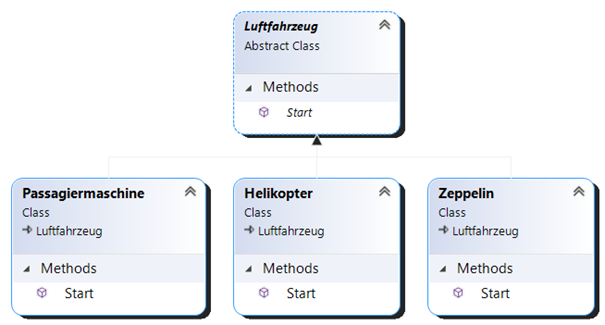 Luftfahrzeug
Abstract Class
Methods
Start
Passagiermaschine
Class
Luftfahrzeug
Methods
Start
Helikopter
Class
Luftfahrzeug
Methods
Start
Zeppelin
Class
Luftfahrzeug
Methods
Start